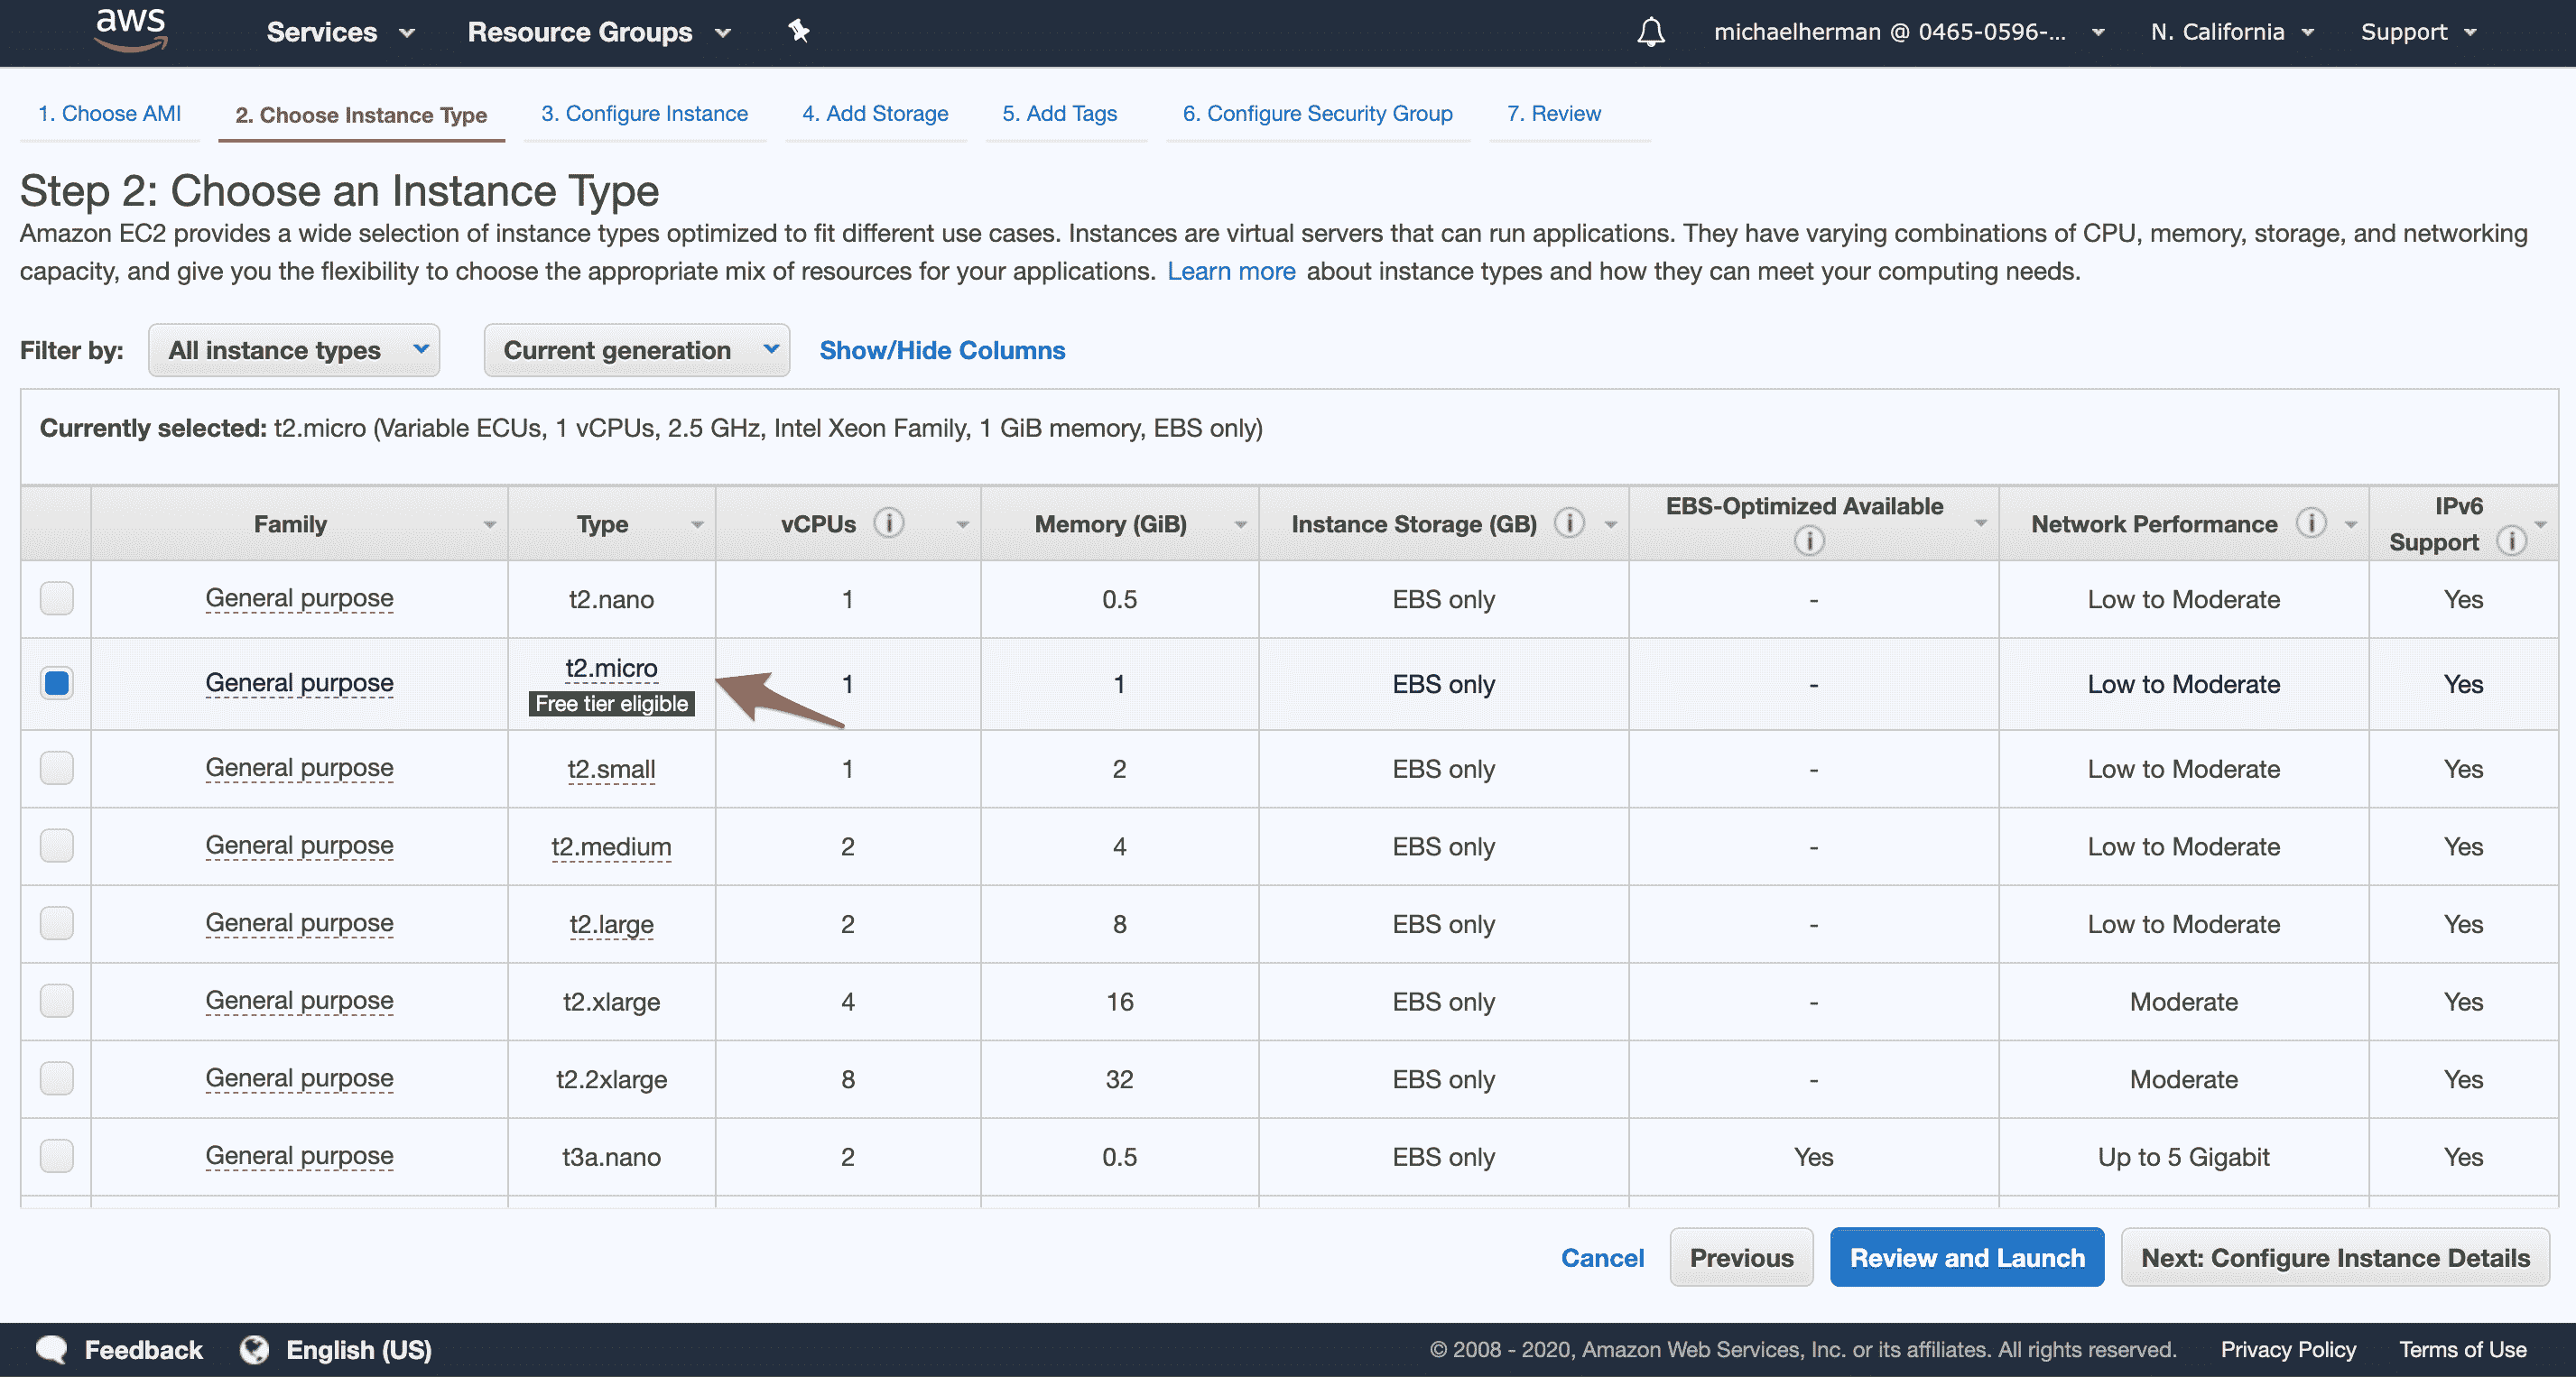 aws Services Resource Groups michaelherman @ 0465-0596-... N. California Support
1. Choose AMI 2. Choose Instance Type 3. Configure Instance 4. Add Storage 5. Add Tags 6. Configure Security Group 7. Review
Step 2: Choose an Instance Type
Amazon EC2 provides a wide selection of instance types optimized to fit different use cases. Instances are virtual servers that can run applications. They have varying combinations of CPU, memory, storage, and networking
capacity, and give you the flexibility to choose the appropriate mix of resources for your applications. Learn more about instance types and how they can meet your computing needs.
Filter by: All instance types Current generation Show/Hide Columns
Currently selected: t2.micro (Variable ECUs, 1 vCPUs, 2.5 GHz, Intel Xeon Family, 1 GiB memory, EBS only)
Family Type vCPUs i Memory (GiB) Instance Storage (GB) i EBS-Optimized Available i Network Performance i IPv6 Support i
General purpose t2.nano 1 0.5 EBS only - Low to Moderate Yes
General purpose t2.micro Free tier eligible 1 1 EBS only - Low to Moderate Yes
General purpose t2.small 1 2 EBS only - Low to Moderate Yes
General purpose t2.medium 2 4 EBS only - Low to Moderate Yes
General purpose t2.large 2 8 EBS only - Low to Moderate Yes
General purpose t2.xlarge 4 16 EBS only - Moderate Yes
General purpose t2.2xlarge 8 32 EBS only - Moderate Yes
General purpose t3a.nano 2 0.5 EBS only Yes Up to 5 Gigabit Yes
Cancel Previous Review and Launch Next: Configure Instance Details
Feedback English (US) © 2008 - 2020, Amazon Web Services, Inc. or its affiliates. All rights reserved. Privacy Policy Terms of Use